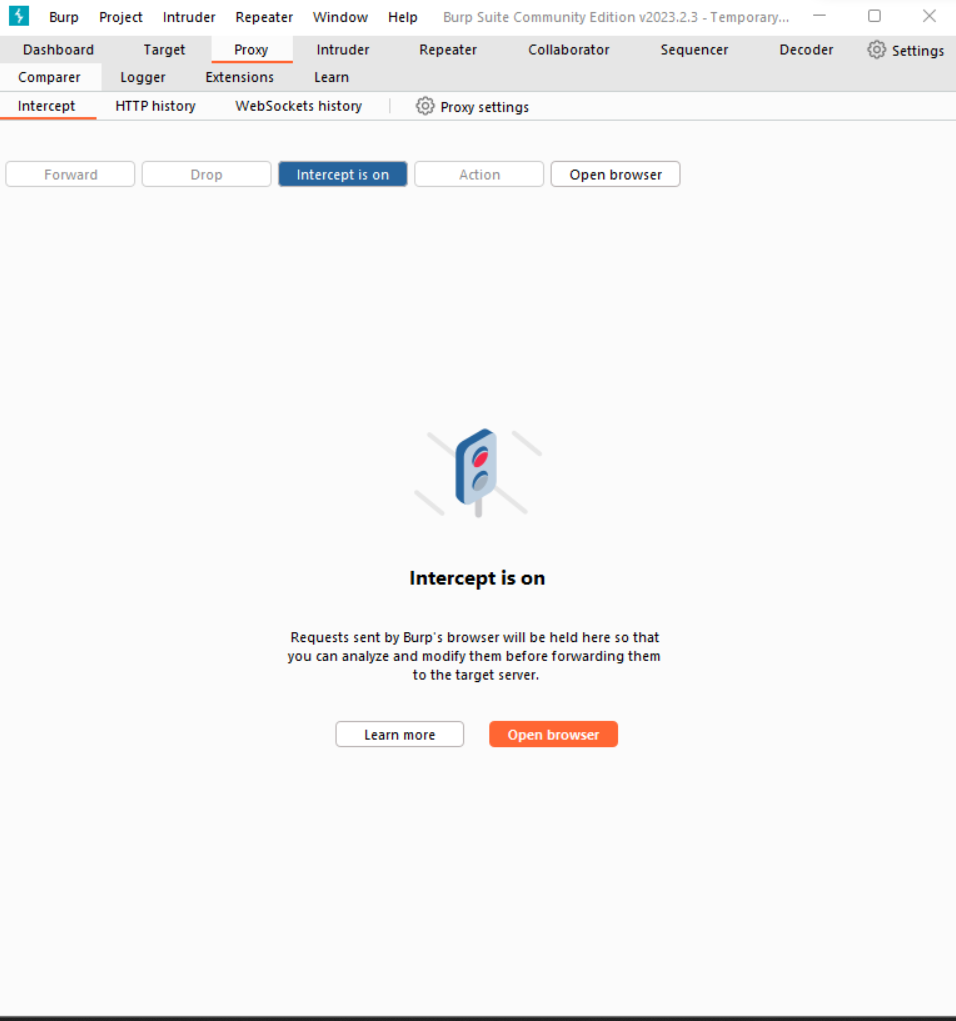 Burp Project Intruder Repeater Window Help Burp Suite Community Edition v2023.2.3 - Temporary...
Dashboard Target Proxy Intruder Repeater Collaborator Sequencer Decoder Settings
Comparer Logger Extensions Learn
Intercept HTTP history WebSockets history Proxy settings
Forward Drop Intercept is on Action Open browser
Intercept is on
Requests sent by Burp's browser will be held here so that
you can analyze and modify them before forwarding them
to the target server.
Learn more Open browser